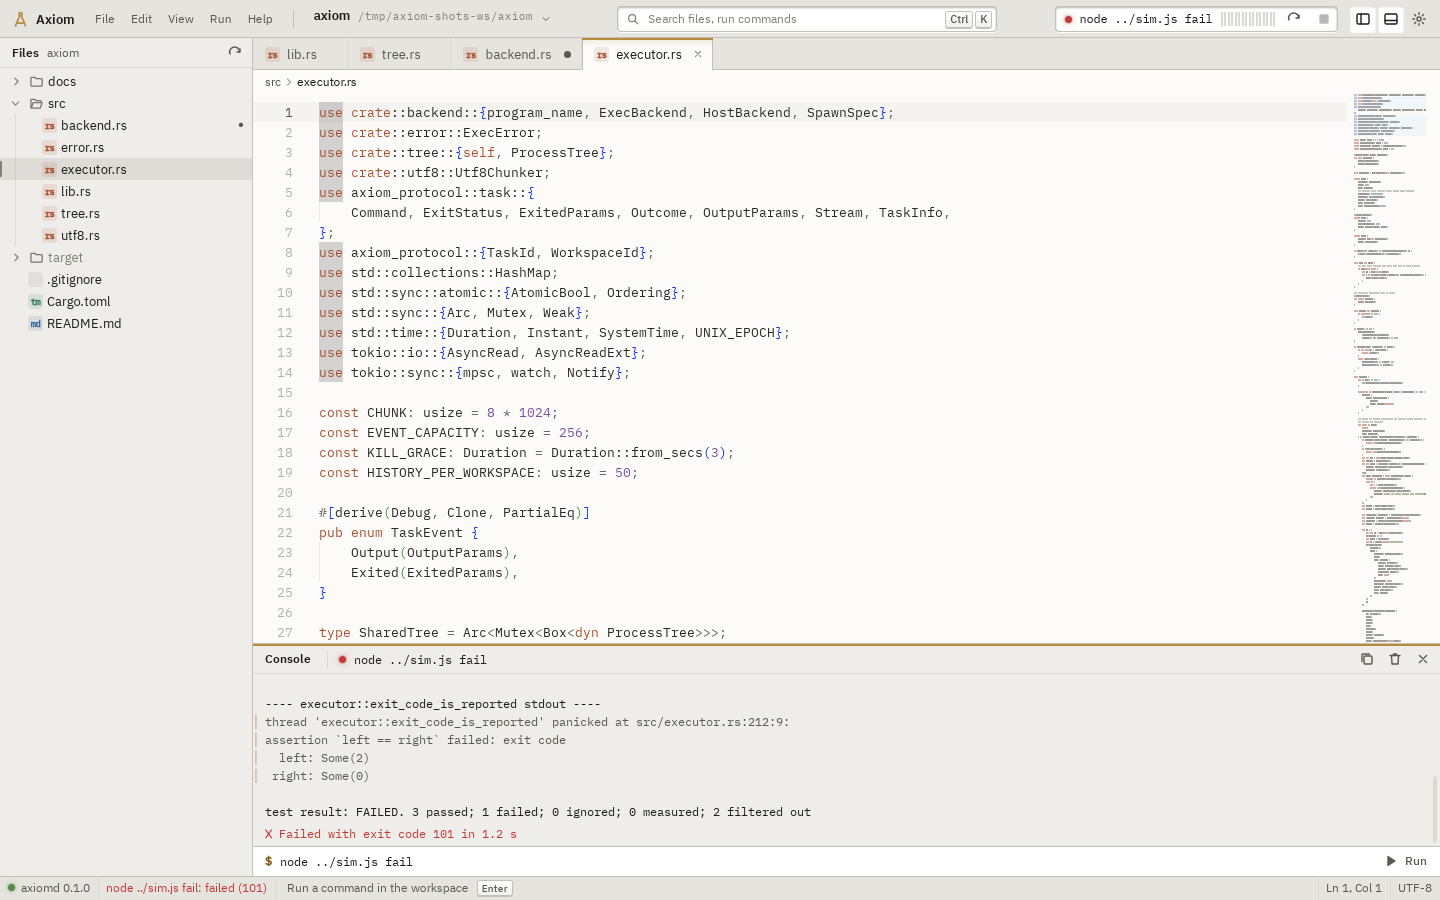 Axiom File Edit View Run Help axiom /tmp/axiom-shots-ws/axiom Search files, run commands Ctrl K node ../sim.js fail
Files axiom
docs
src
rs backend.rs
rs error.rs
rs executor.rs
rs lib.rs
rs tree.rs
rs utf8.rs
target
.gitignore
tm Cargo.toml
md README.md
rs lib.rs rs tree.rs rs backend.rs rs executor.rs
src executor.rs
1 use crate::backend::{program_name, ExecBackend, HostBackend, SpawnSpec};
2 use crate::error::ExecError;
3 use crate::tree::{self, ProcessTree};
4 use crate::utf8::Utf8Chunker;
5 use axiom_protocol::task::{
6 Command, ExitStatus, ExitedParams, Outcome, OutputParams, Stream, TaskInfo,
7 };
8 use axiom_protocol::{TaskId, WorkspaceId};
9 use std::collections::HashMap;
10 use std::sync::atomic::{AtomicBool, Ordering};
11 use std::sync::{Arc, Mutex, Weak};
12 use std::time::{Duration, Instant, SystemTime, UNIX_EPOCH};
13 use tokio::io::{AsyncRead, AsyncReadExt};
14 use tokio::sync::{mpsc, watch, Notify};
15
16 const CHUNK: usize = 8 * 1024;
17 const EVENT_CAPACITY: usize = 256;
18 const KILL_GRACE: Duration = Duration::from_secs(3);
19 const HISTORY_PER_WORKSPACE: usize = 50;
20
21 #[derive(Debug, Clone, PartialEq)]
22 pub enum TaskEvent {
23 Output(OutputParams),
24 Exited(ExitedParams),
25 }
26
27 type SharedTree = Arc<Mutex<Box<dyn ProcessTree>>>;
Console node ../sim.js fail
---- executor::exit_code_is_reported stdout ----
thread 'executor::exit_code_is_reported' panicked at src/executor.rs:212:9:
assertion `left == right` failed: exit code
left: Some(2)
right: Some(0)
test result: FAILED. 3 passed; 1 failed; 0 ignored; 0 measured; 2 filtered out
X Failed with exit code 101 in 1.2 s
$ node ../sim.js fail Run
axiomd 0.1.0 node ../sim.js fail: failed (101) Run a command in the workspace Enter Ln 1, Col 1 UTF-8